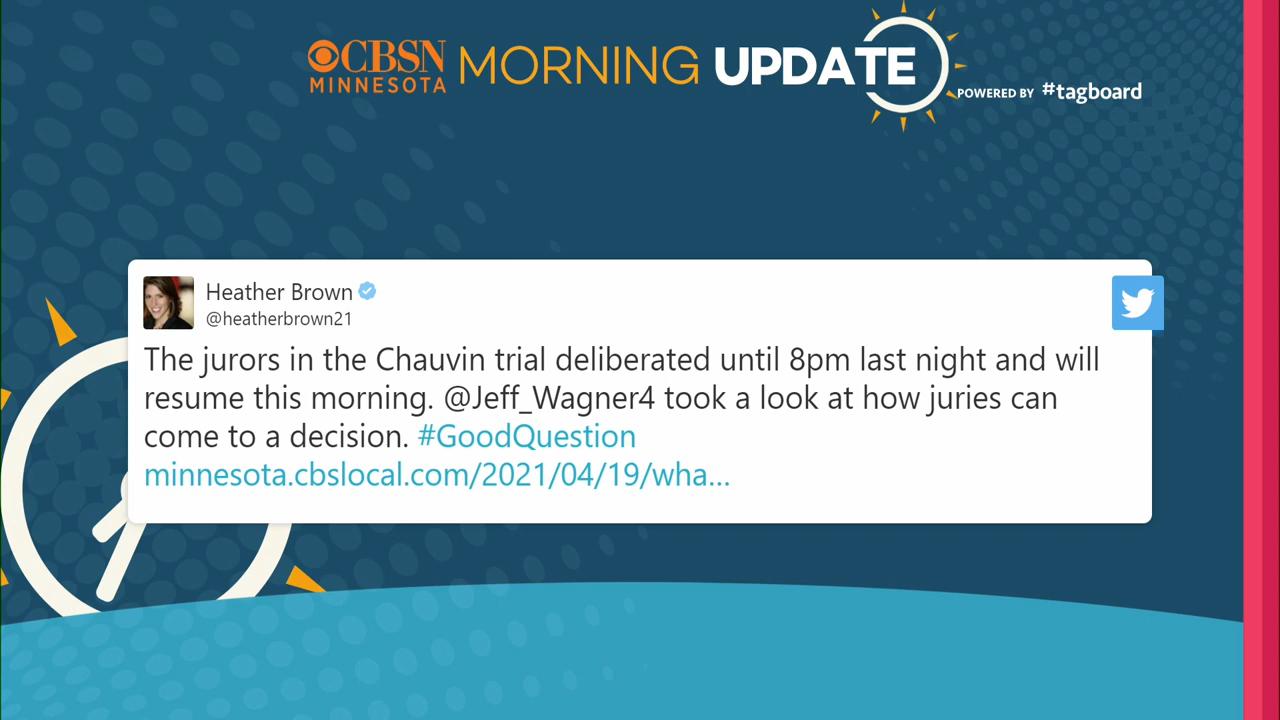 CBSN MORNING UPDATE
MINNESOTA
POWERED BY #tagboard
Heather Brown
@heatherbrown21
The jurors in the Chauvin trial deliberated until 8pm last night and will
resume this morning. @Jeff_Wagner4 took a look at how juries can
come to a decision. #GoodQuestion
minnesota.cbslocal.com/2021/04/19/wha...